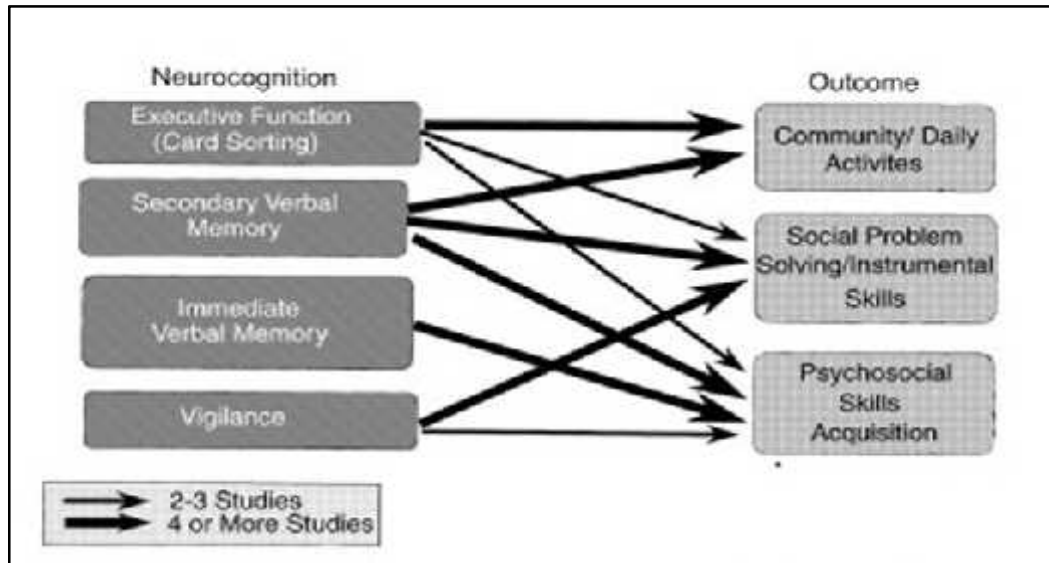 Neurocognition
Executive Function
(Card Sorting)
Secondary Verbal
Memory
Immediate
Verbal Memory
Vigilance
Outcome
Community/ Daily
Activites
Social Problem
Solving/Instrumental
Skills
Psychosocial
Skills
Acquisition
2-3 Studies
4 or More Studies